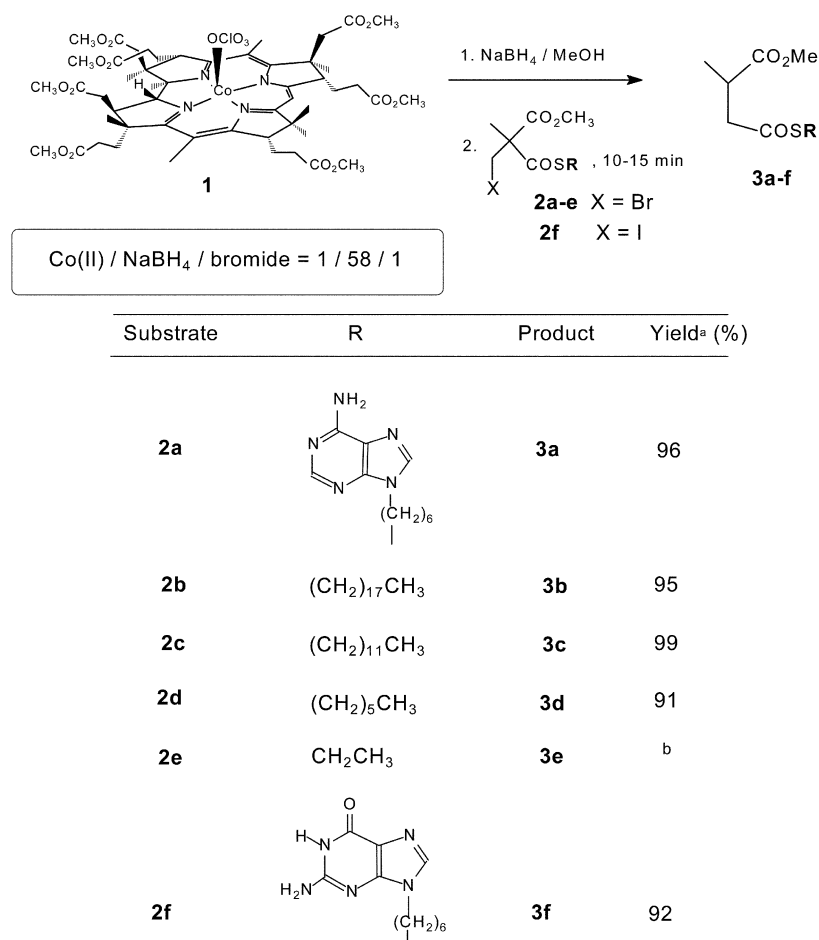 CO₂CH₃
CH₃O₂C
OClO₃
CO₂CH₃
CH₃O₂C
N
N
H
Co
CH₃O₂C
N
N
CO₂CH₃
CH₃O₂C
CO₂CH₃
1
1. NaBH₄ / MeOH
2.
CO₂CH₃
COSR , 10-15 min
X
2a-e X = Br
2f X = I
CO₂Me
COSR
3a-f
Co(II) / NaBH₄ / bromide = 1 / 58 / 1
Substrate R Product Yieldᵃ (%)
NH₂
N
N
2a 3a 96
N
N
(CH₂)₆
2b (CH₂)₁₇CH₃ 3b 95
2c (CH₂)₁₁CH₃ 3c 99
2d (CH₂)₅CH₃ 3d 91
2e CH₂CH₃ 3e b
O
H N
N
H₂N
N
N
2f (CH₂)₆ 3f 92